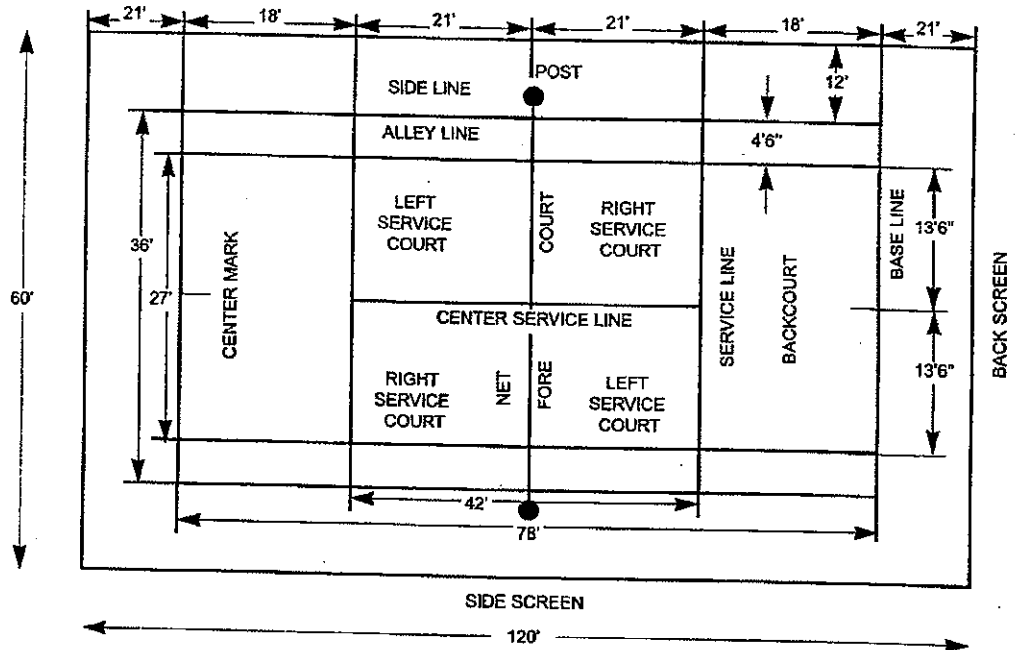 21' 18' 21' 21' 18' 21'
POST
SIDE LINE
12'
ALLEY LINE
4'6"
LEFT
SERVICE
COURT
COURT
RIGHT
SERVICE
COURT
BASE LINE
13'6"
36'
60'
27'
CENTER MARK
SERVICE LINE
BACKCOURT
BACK SCREEN
CENTER SERVICE LINE
RIGHT
SERVICE
COURT
NET
FORE
LEFT
SERVICE
COURT
13'6"
42'
78'
SIDE SCREEN
120'